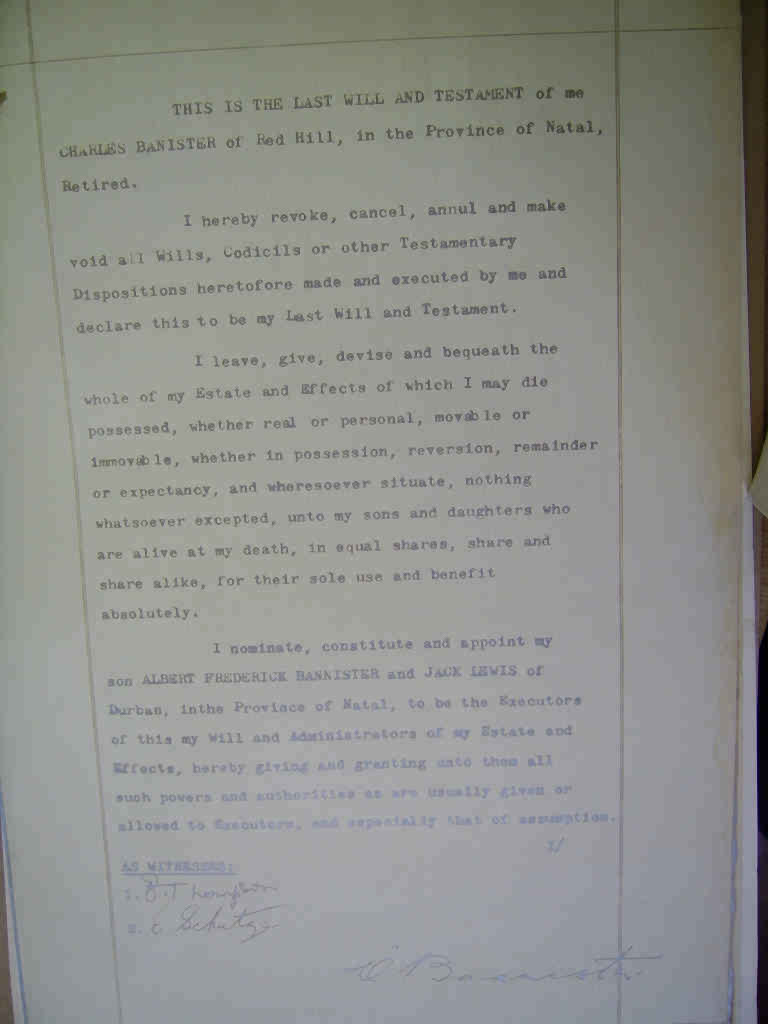 THIS IS THE LAST WILL AND TESTAMENT of me
CHARLES BANISTER of Red Hill, in the Province of Natal,
Retired.
I hereby revoke, cancel, annul and make
void all Wills, Codicils or other Testamentary
Dispositions heretofore made and executed by me and
declare this to be my Last Will and Testament.
I leave, give, devise and bequeath the
whole of my Estate and Effects of which I may die
possessed, whether real or personal, movable or
immovable, whether in possession, reversion, remainder
or expectancy, and wheresoever situate, nothing
whatsoever excepted, unto my sons and daughters who
are alive at my death, in equal shares, share and
share alike, for their sole use and benefit
absolutely.
I nominate, constitute and appoint my
son ALBERT FREDERICK BANNISTER and JACK LEWIS of
Durban, inthe Province of Natal, to be the Executors
of this my Will and Administrators of my Estate and
Effects, hereby giving and granting unto them all
such powers and authorities as are usually given or
allowed to Executors, and especially that of assumption.
I/
AS WITNESSES:
1. Thompson
2. Schutze
C Bannister